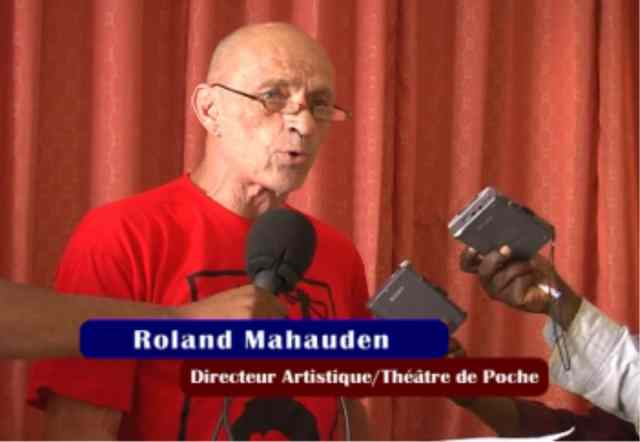 Roland Mahauden
Directeur Artistique/Théâtre de Poche